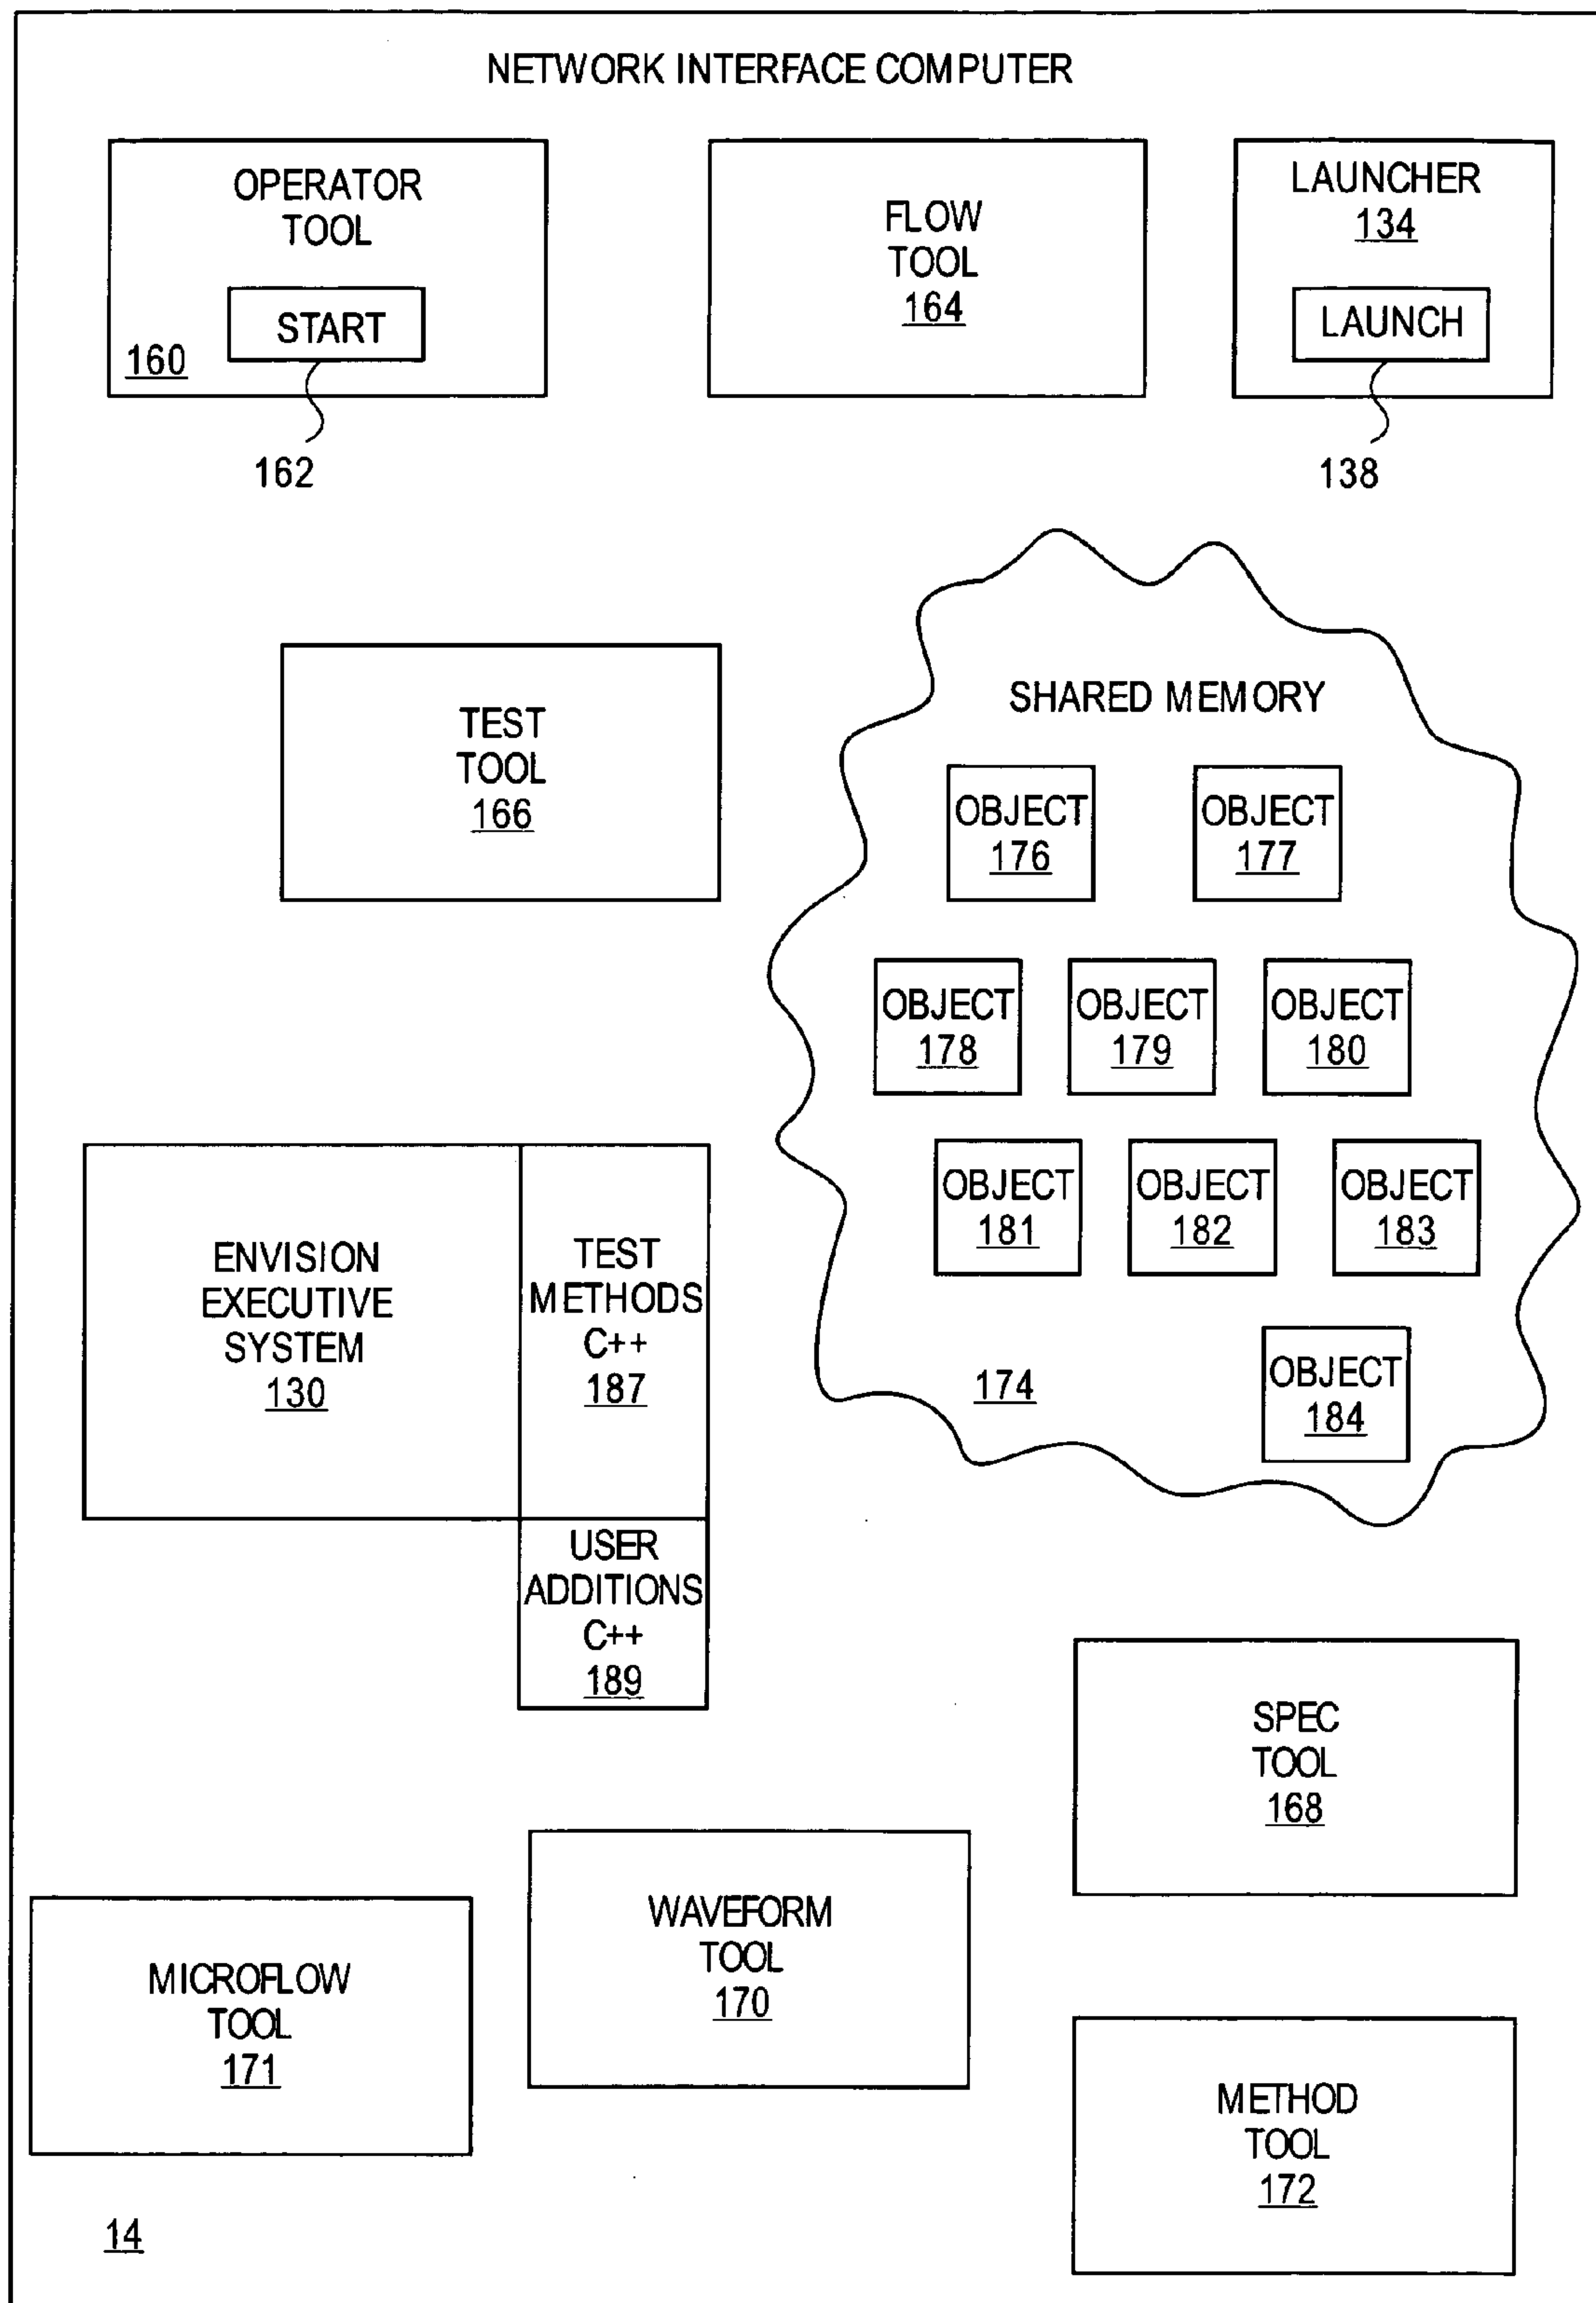 NETWORK INTERFACE COMPUTER
OPERATOR
TOOL
START
160
162
FLOW
TOOL
164
LAUNCHER
134
LAUNCH
138
TEST
TOOL
166
SHARED MEMORY
OBJECT
176
OBJECT
177
OBJECT
178
OBJECT
179
OBJECT
180
OBJECT
181
OBJECT
182
OBJECT
183
OBJECT
184
174
ENVISION
EXECUTIVE
SYSTEM
130
TEST
METHODS
C++
187
USER
ADDITIONS
C++
189
SPEC
TOOL
168
WAVEFORM
TOOL
170
MICROFLOW
TOOL
171
METHOD
TOOL
172
14